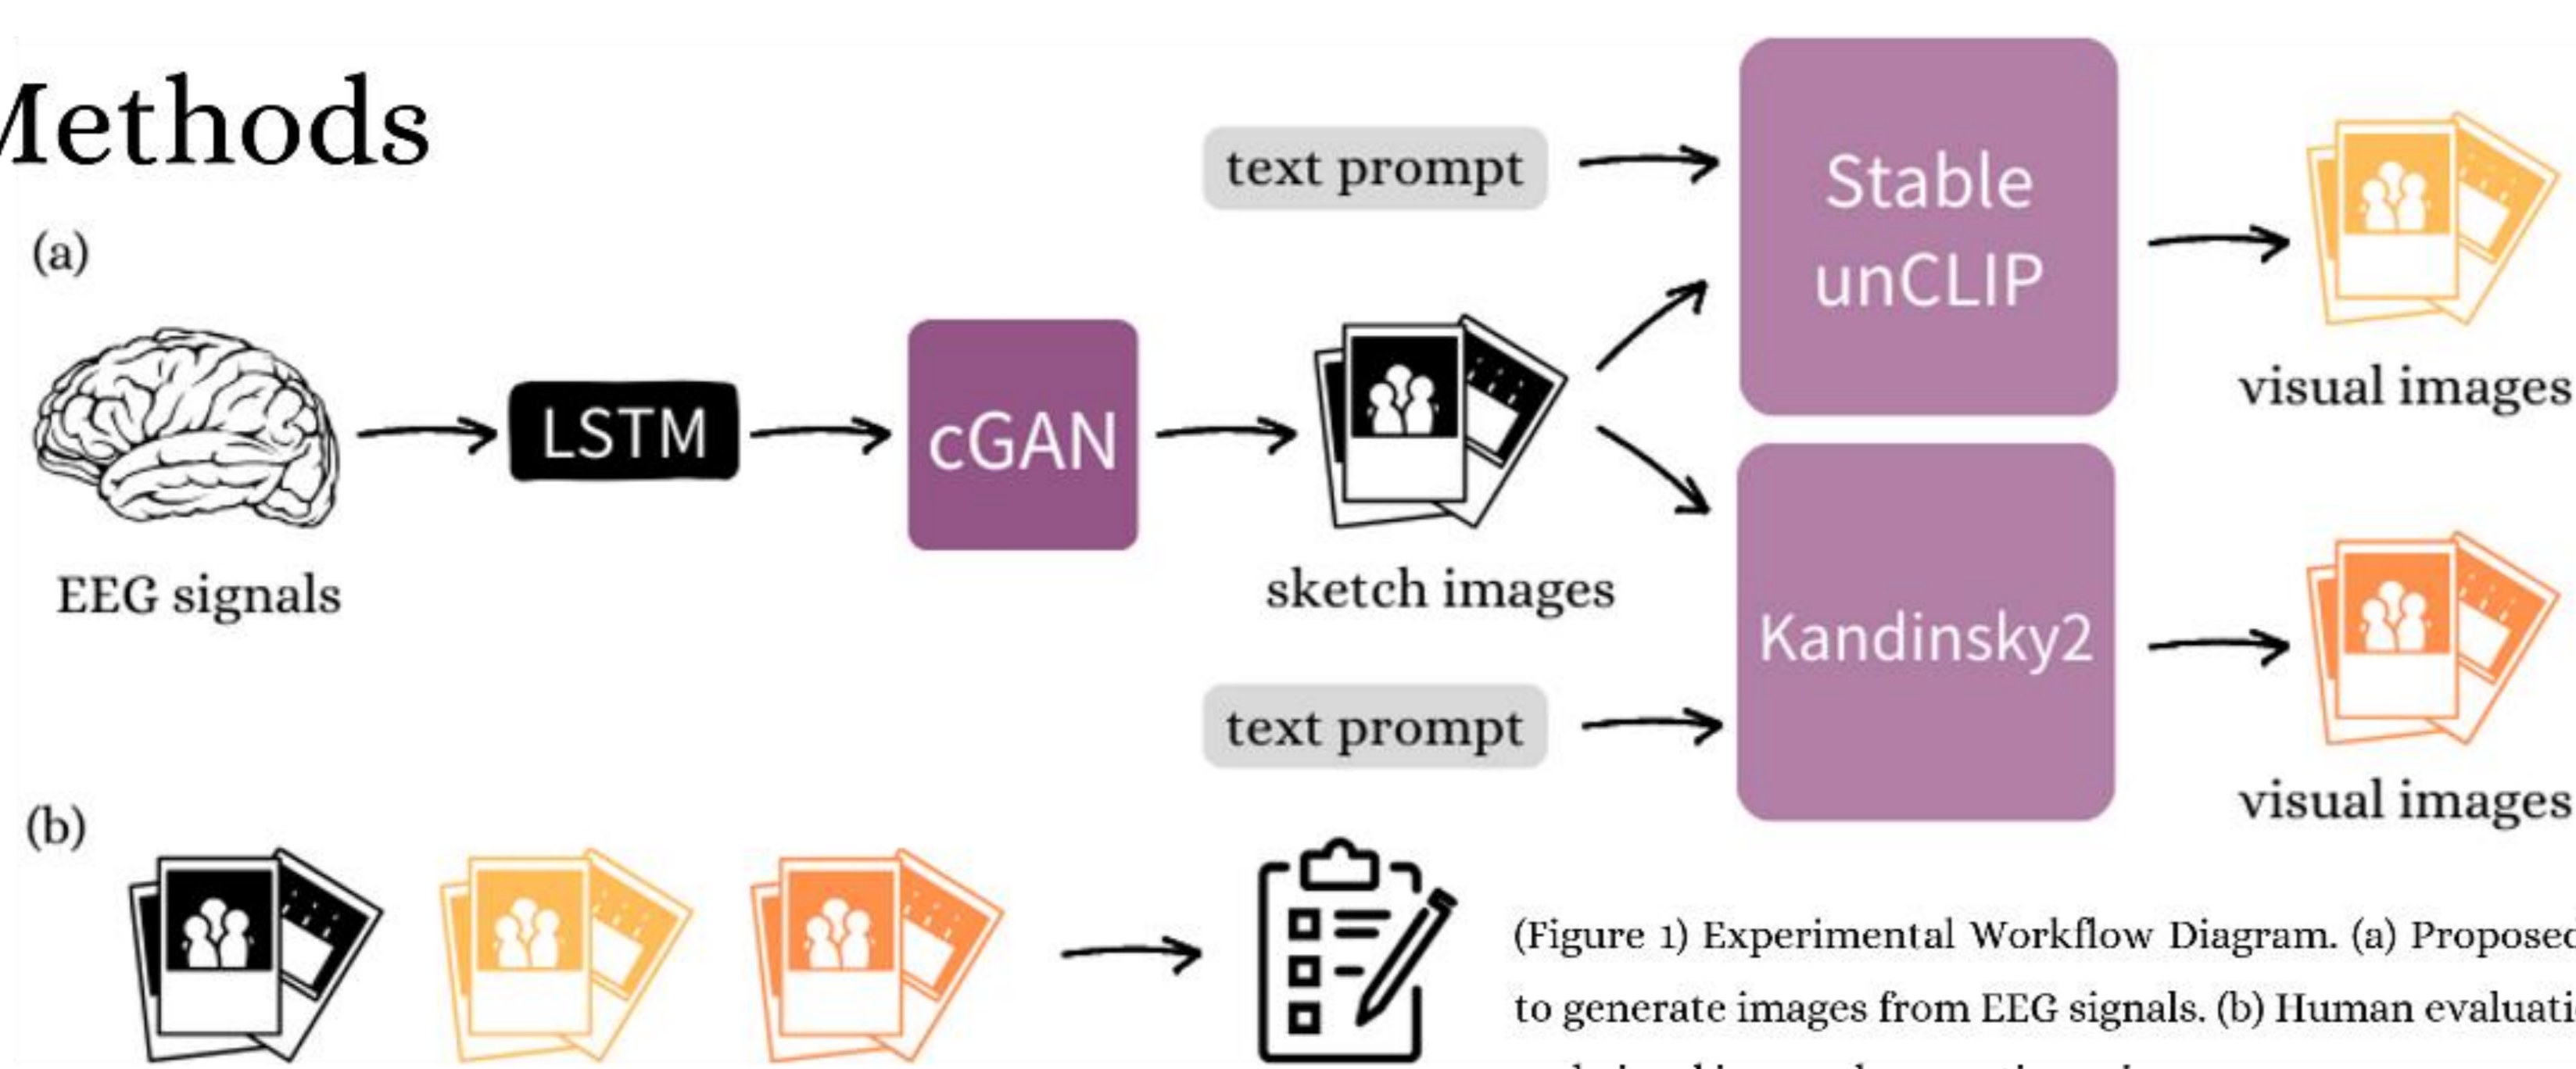 Methods
(a)
text prompt
Stable
unCLIP
visual images
LSTM
cGAN
EEG signals
sketch images
Kandinsky2
text prompt
visual images
(b)
(Figure 1) Experimental Workflow Diagram. (a) Proposed
to generate images from EEG signals. (b) Human evaluati